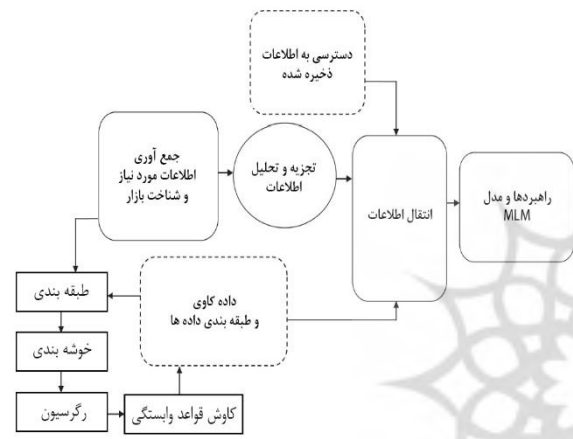 دسترسی به اطلاعات
ذخیره شده
جمع آوری
اطلاعات مورد نیاز
و شناخت بازار
تجزیه و تحلیل
اطلاعات
انتقال اطلاعات
راهبردها و مدل
MLM
داده کاوی
و طبقه بندی داده ها
طبقه بندی
خوشه بندی
رگرسیون
کاوش قواعد وابستگی